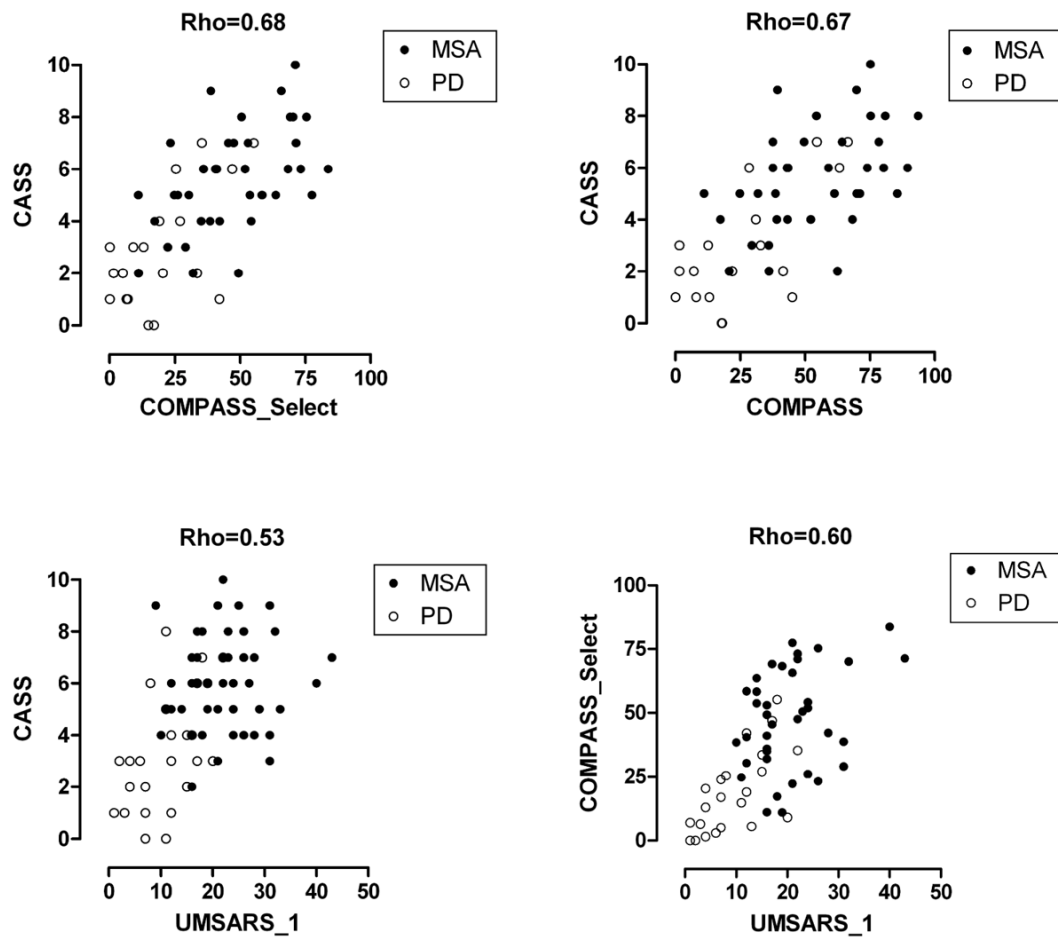 Rho=0.68
MSA
PD
CASS
10
8
6
4
2
0
0 25 50 75 100
COMPASS_Select
Rho=0.67
MSA
PD
CASS
10
8
6
4
2
0
0 25 50 75 100
COMPASS
Rho=0.53
MSA
PD
CASS
10
8
6
4
2
0
0 10 20 30 40 50
UMSARS_1
Rho=0.60
MSA
PD
COMPASS_Select
100
75
50
25
0
0 10 20 30 40 50
UMSARS_1